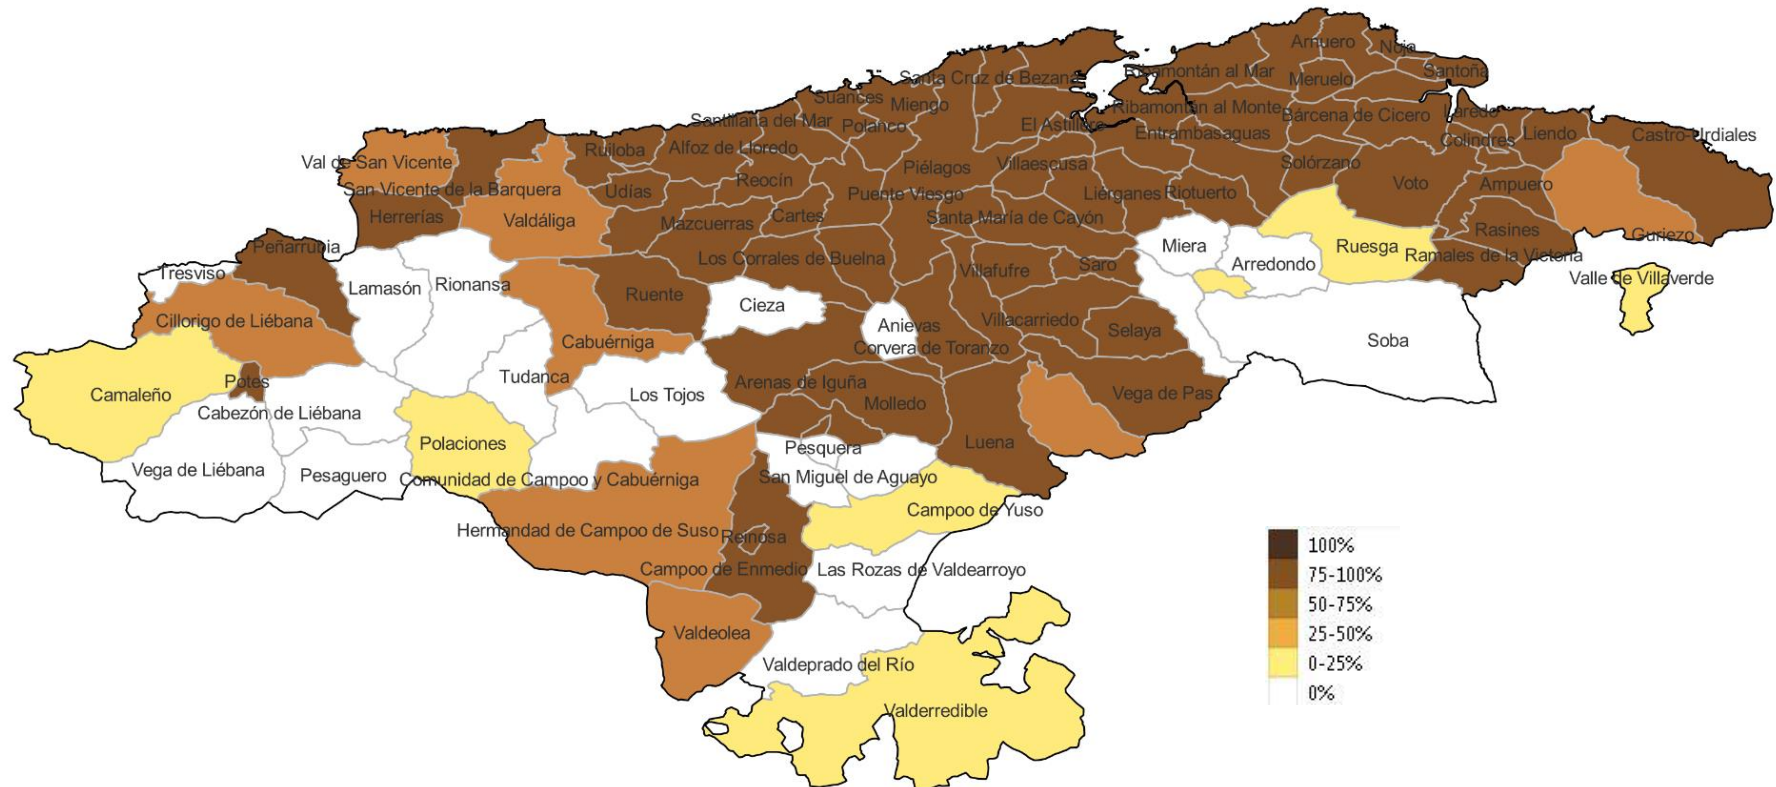 Arnuero
Noja
Santa Cruz de Bezana
Ribamontán al Mar
Meruelo
Santoña
Suances
Miengo
Ribamontán al Monte
Bárcena de Cicero
Laredo
Santillana del Mar
Polanco
El Astillero
Entrambasaguas
Colindres
Liendo
Castro-Urdiales
Val de San Vicente
Ruiloba
Alfoz de Lloredo
Piélagos
Villaescusa
Solórzano
San Vicente de la Barquera
Udías
Reocín
Puente Viesgo
Liérganes
Riotuerto
Voto
Ampuero
Herrerías
Valdáliga
Mazcuerras
Cartes
Santa María de Cayón
Rasines
Guriezo
Peñarrubia
Los Corrales de Buelna
Villafufre
Saro
Miera
Arredondo
Ruesga
Ramales de la Victoria
Tresviso
Lamasón
Rionansa
Ruente
Cieza
Valle de Villaverde
Cillorigo de Liébana
Cabuérniga
Anievas
Villacarriedo
Selaya
Corvera de Toranzo
Soba
Camaleño
Potes
Tudanca
Los Tojos
Arenas de Iguña
Molledo
Vega de Pas
Cabezón de Liébana
Polaciones
Luena
Vega de Liébana
Pesaguero
Comunidad de Campoo y Cabuérniga
Pesquera
San Miguel de Aguayo
Campoo de Yuso
Hermandad de Campoo de Suso
Reinosa
Campoo de Enmedio
Las Rozas de Valdearroyo
Valdeolea
Valdeprado del Río
Valderredible
100%
75-100%
50-75%
25-50%
0-25%
0%